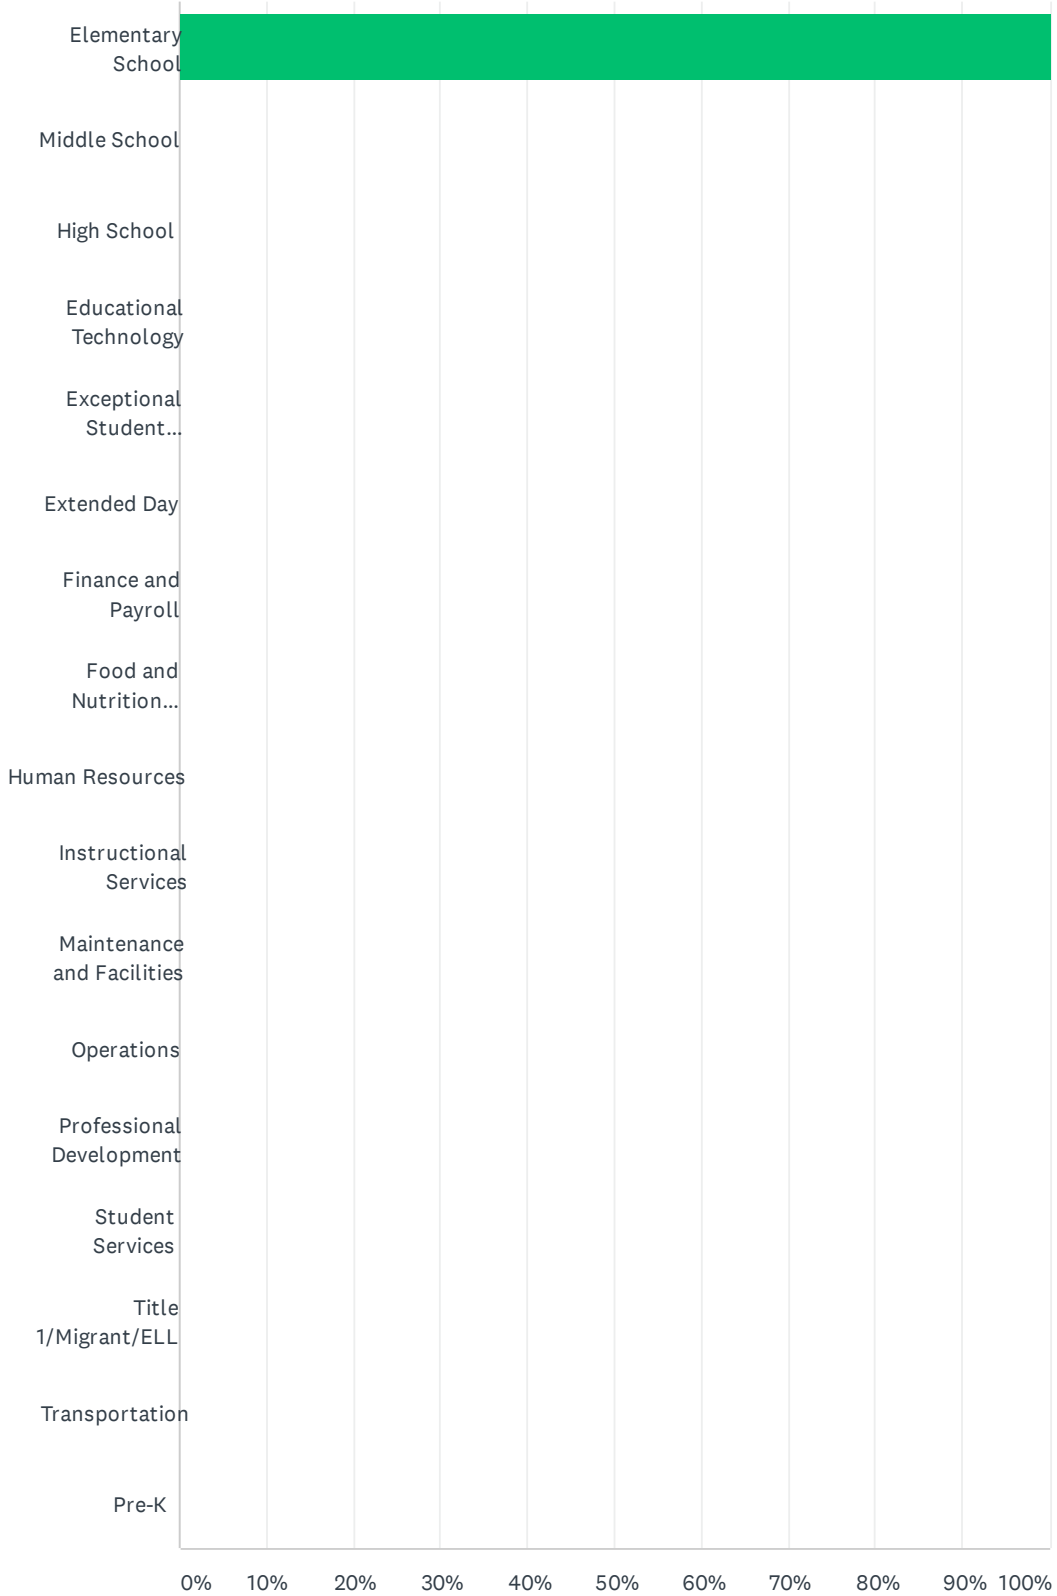 Elementary
School
Middle School
High School
Educational
Technology
Exceptional
Student...
Extended Day
Finance and
Payroll
Food and
Nutrition...
Human Resources
Instructional
Services
Maintenance
and Facilities
Operations
Professional
Development
Student
Services
Title
1/Migrant/ELL
Transportation
Pre-K
0% 10% 20% 30% 40% 50% 60% 70% 80% 90% 100%